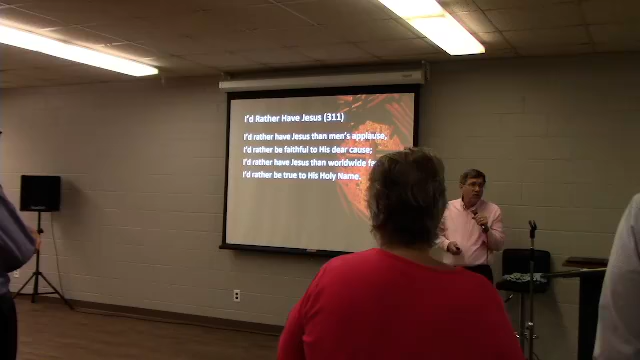 I'd Rather Have Jesus (311)
I'd rather have Jesus than men's applause,
I'd rather be faithful to His dear cause;
I'd rather have Jesus than worldwide
I'd rather be true to His Holy Name.